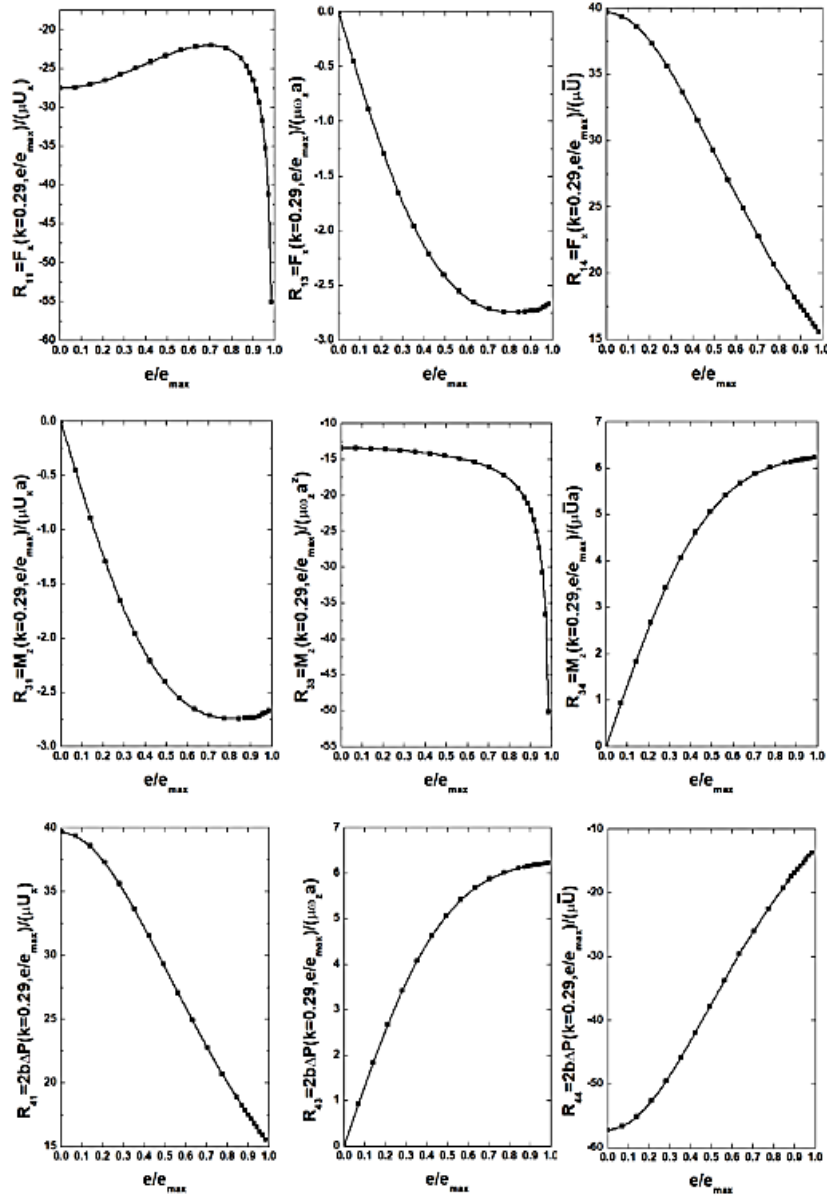 R₁₁=Fₓ(k=0.29,e/eₘₐₓ)/(μUₓ)
-25
-30
-35
-40
-45
-50
-55
-60
0.0 0.1 0.2 0.3 0.4 0.5 0.6 0.7 0.8 0.9 1.0
e/eₘₐₓ
R₁₃=Fₓ(k=0.29,e/eₘₐₓ)/(μω_z a)
0.0
-0.5
-1.0
-1.5
-2.0
-2.5
-3.0
0.0 0.1 0.2 0.3 0.4 0.5 0.6 0.7 0.8 0.9 1.0
e/eₘₐₓ
R₁₄=Fₓ(k=0.29,e/eₘₐₓ)/(μŪ)
40
35
30
25
20
15
0.0 0.1 0.2 0.3 0.4 0.5 0.6 0.7 0.8 0.9 1.0
e/eₘₐₓ
R₃₁=M_z(k=0.29,e/eₘₐₓ)/(μUₓa)
0.0
-0.5
-1.0
-1.5
-2.0
-2.5
-3.0
0.0 0.1 0.2 0.3 0.4 0.5 0.6 0.7 0.8 0.9 1.0
e/eₘₐₓ
R₃₃=M_z(k=0.29,e/eₘₐₓ)/(μω_z a²)
-10
-15
-20
-25
-30
-35
-40
-45
-50
-55
0.0 0.1 0.2 0.3 0.4 0.5 0.6 0.7 0.8 0.9 1.0
e/eₘₐₓ
R₃₄=M_z(k=0.29,e/eₘₐₓ)/(μŪa)
7
6
5
4
3
2
1
0
0.0 0.1 0.2 0.3 0.4 0.5 0.6 0.7 0.8 0.9 1.0
e/eₘₐₓ
R₄₁=2bΔP(k=0.29,e/eₘₐₓ)/(μUₓ)
40
35
30
25
20
15
0.0 0.1 0.2 0.3 0.4 0.5 0.6 0.7 0.8 0.9 1.0
e/eₘₐₓ
R₄₃=2bΔP(k=0.29,e/eₘₐₓ)/(μω_z a)
7
6
5
4
3
2
1
0
0.0 0.1 0.2 0.3 0.4 0.5 0.6 0.7 0.8 0.9 1.0
e/eₘₐₓ
R₄₄=2bΔP(k=0.29,e/eₘₐₓ)/(μŪ)
-10
-20
-30
-40
-50
-60
0.0 0.1 0.2 0.3 0.4 0.5 0.6 0.7 0.8 0.9 1.0
e/eₘₐₓ